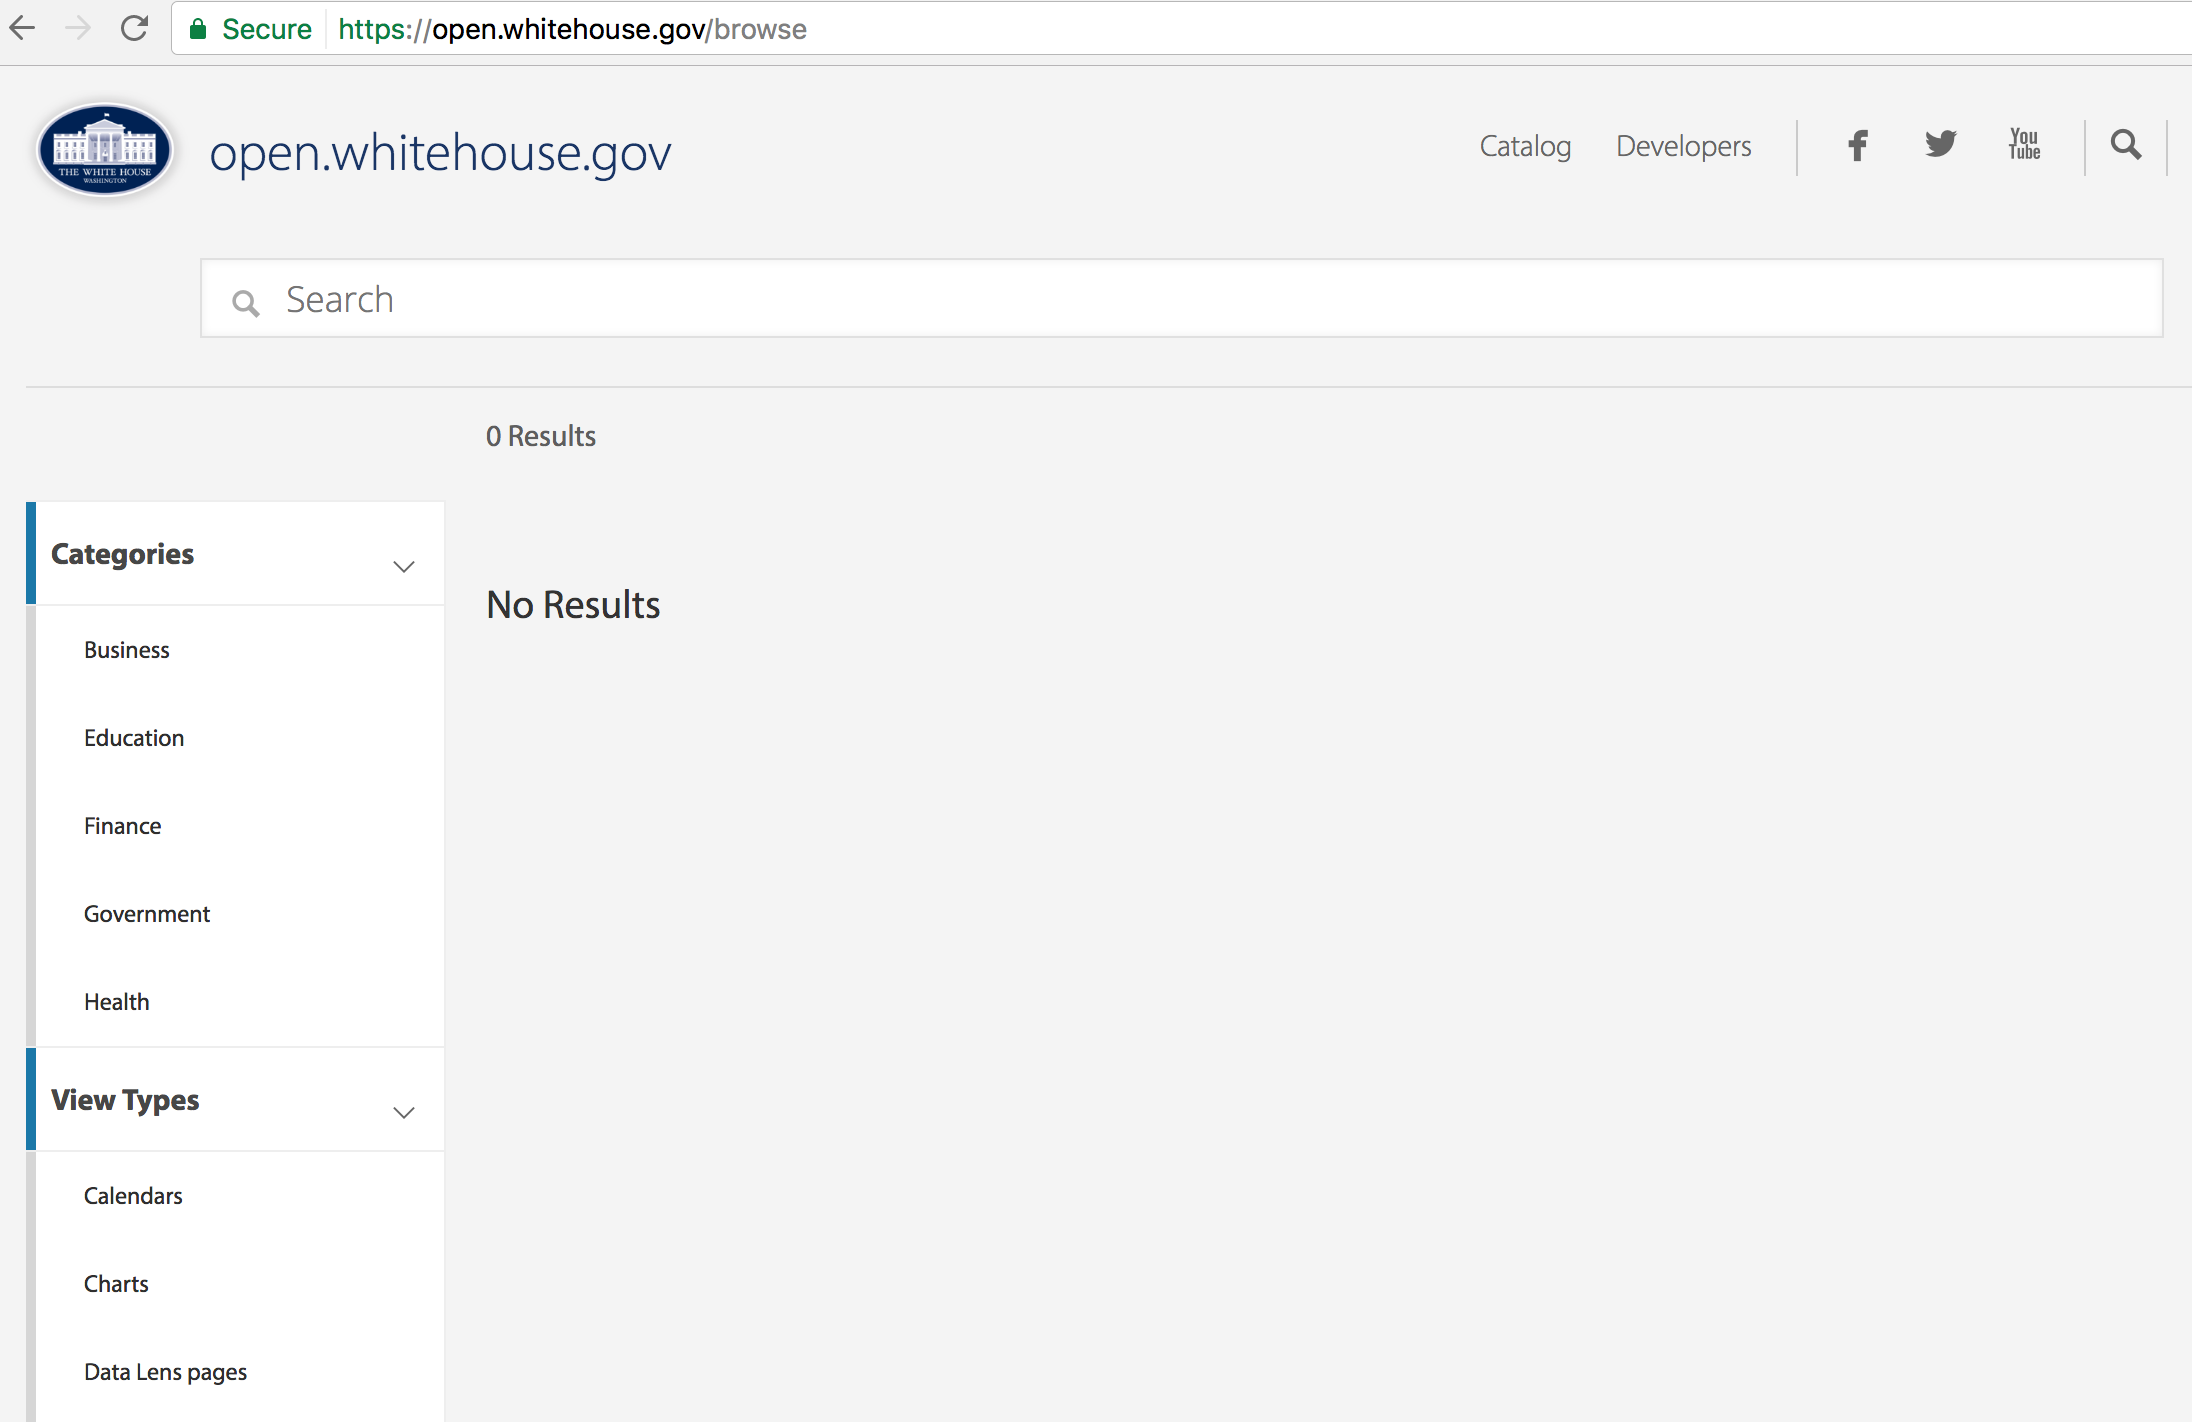 Secure https://open.whitehouse.gov/browse
THE WHITE HOUSE
WASHINGTON
open.whitehouse.gov
Catalog Developers You Tube
Search
0 Results
Categories
No Results
Business
Education
Finance
Government
Health
View Types
Calendars
Charts
Data Lens pages